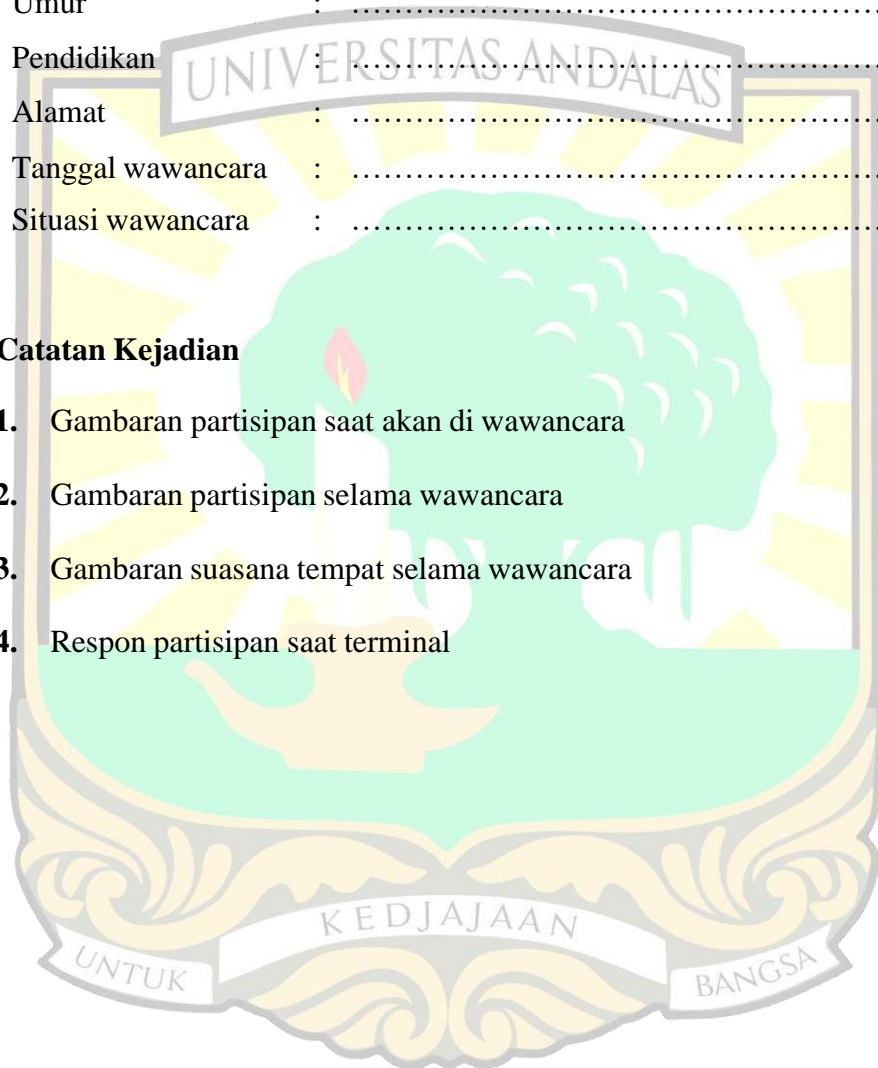 Umur : ……………………………………………
UNIVERSITAS ANDALAS
Pendidikan : ……………………………………………
Alamat : ……………………………………………
Tanggal wawancara : ……………………………………………
Situasi wawancara : ……………………………………………
Catatan Kejadian
1. Gambaran partisipan saat akan di wawancara
2. Gambaran partisipan selama wawancara
3. Gambaran suasana tempat selama wawancara
4. Respon partisipan saat terminal
UNTUK KEDJAJAAN BANGSA